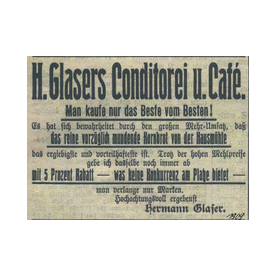 H. Glasers Conditorei u. Café.
Man kaufe nur das Beste vom Besten!
Es hat sich bewahrheitet durch den großen Mehr-Umsatz, daß
das reine vorzüglich mundende Kornbrot von der Hausmühle
das ergiebigste und vorteilhafteste ist. Trotz der hohen Mehlpreise
gebe ich dasselbe noch immer ab
mit 5 Prozent Rabatt — was keine Konkurrenz am Platze bietet —
man verlange nur Marken.
Hochachtungsvoll ergebenst
Hermann Glaser.